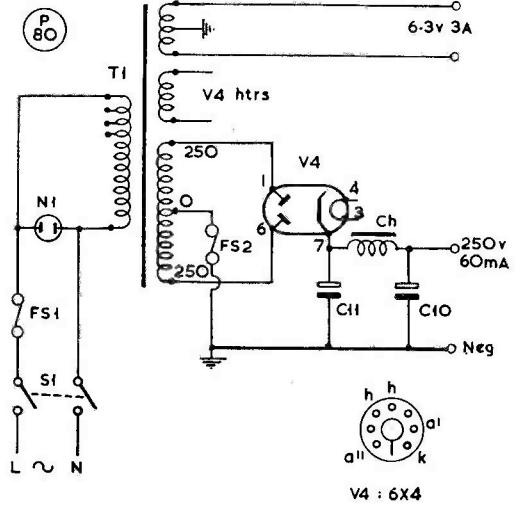 P
80
6·3v 3A
T1
V4 htrs
250
V4
1
4
3
0
N1
6
7
Ch
FS2
250v
60mA
250
FS1
C11
C10
Neg
S1
h h
a'
a"
k
L ~ N
V4 : 6X4